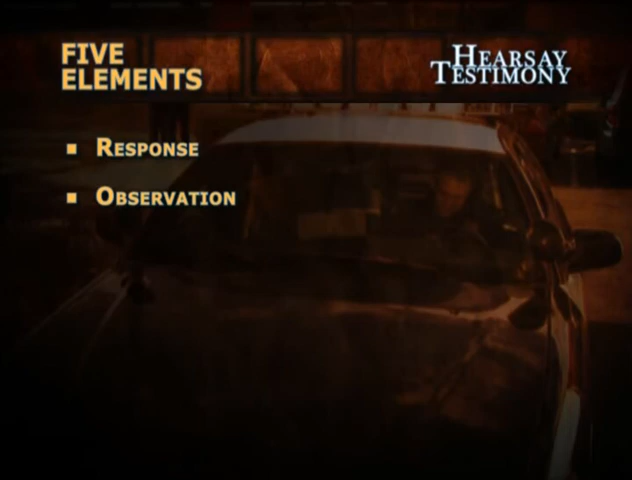 FIVE
ELEMENTS
HEARSAY
TESTIMONY
RESPONSE
OBSERVATION